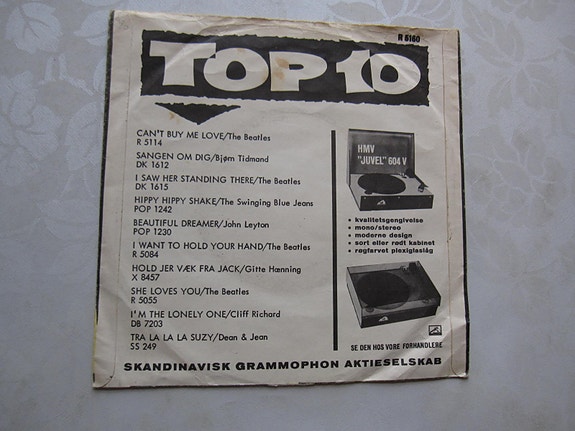 R 5160
TOP 10
CAN'T BUY ME LOVE/The Beatles
R 5114
SANGEN OM DIG/Bjørn Tidmand
DK 1612
I SAW HER STANDING THERE/The Beatles
DK 1615
HIPPY HIPPY SHAKE/The Swinging Blue Jeans
POP 1242
BEAUTIFUL DREAMER/John Leyton
POP 1230
I WANT TO HOLD YOUR HAND/The Beatles
R 5084
HOLD JER VÆK FRA JACK/Gitte Hænning
X 8457
SHE LOVES YOU/The Beatles
R 5055
I'M THE LONELY ONE/Cliff Richard
DB 7203
TRA LA LA LA SUZY/Dean & Jean
SS 249
HMV
"JUVEL" 604 V
• kvalitetsgengivelse
• mono/stereo
• moderne design
• sort eller rødt kabinet
• røgfarvet plexiglaslåg
SE DEN HOS VORE FORHANDLERE
SKANDINAVISK GRAMMOPHON AKTIESELSKAB